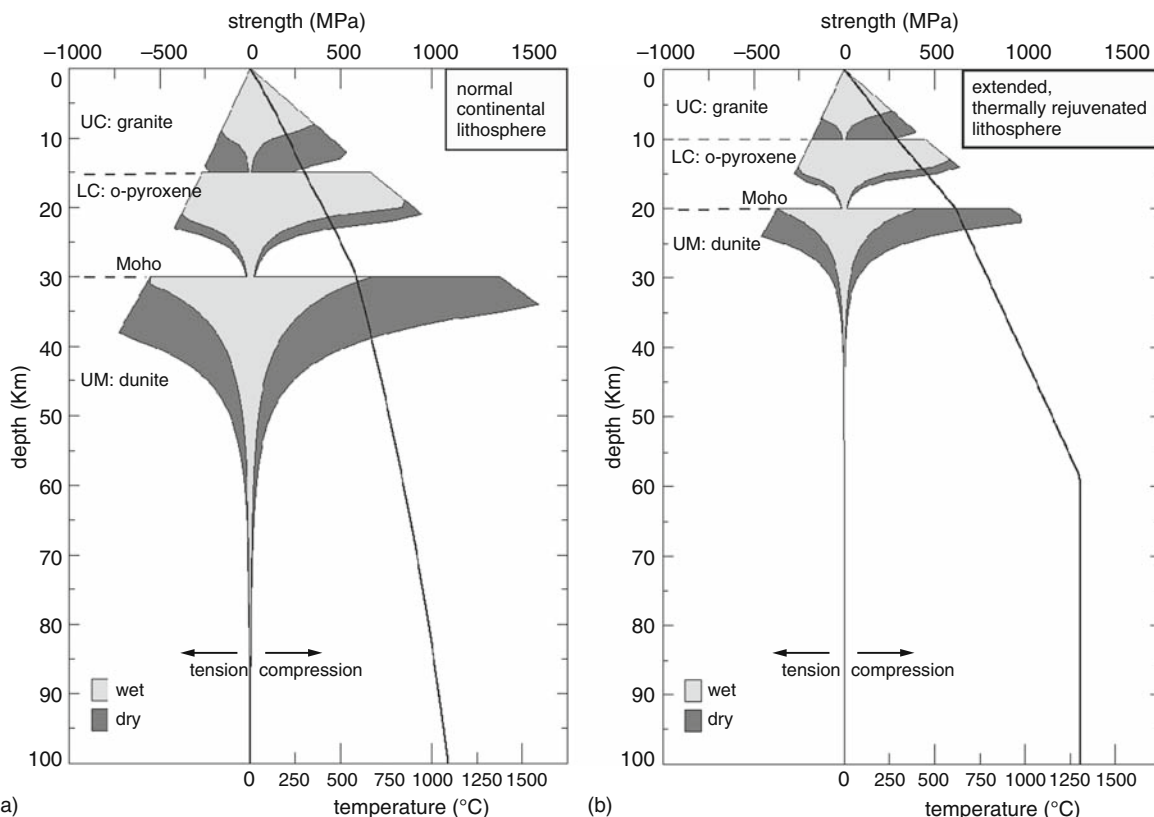 strength (MPa)
−1000 −500 0 500 1000 1500
normal
continental
lithosphere
UC: granite
LC: o-pyroxene
Moho
UM: dunite
0
10
20
30
40
50
60
70
80
90
100
depth (Km)
tension compression
wet
dry
0 250 500 750 1000 1250 1500
temperature (°C)
a)
strength (MPa)
−1000 −500 0 500 1000 1500
extended,
thermally rejuvenated
lithosphere
UC: granite
LC: o-pyroxene
Moho
UM: dunite
0
10
20
30
40
50
60
70
80
90
100
depth (Km)
tension compression
wet
dry
0 250 500 750 1000 1250 1500
temperature (°C)
(b)